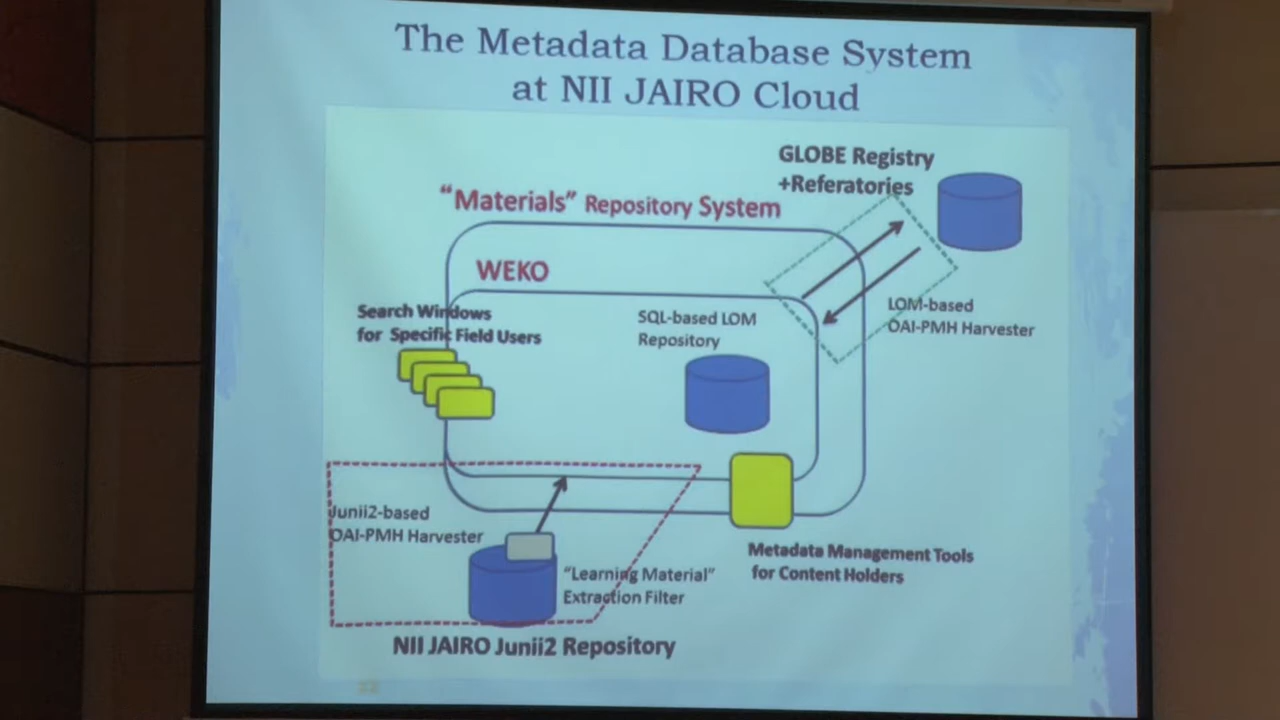 The Metadata Database System
at NII JAIRO Cloud
GLOBE Registry
+Referatories
“Materials” Repository System
WEKO
Search Windows
for Specific Field Users
SQL-based LOM
Repository
LOM-based
OAI-PMH Harvester
Junii2-based
OAI-PMH Harvester
“Learning Material”
Extraction Filter
Metadata Management Tools
for Content Holders
NII JAIRO Junii2 Repository
22